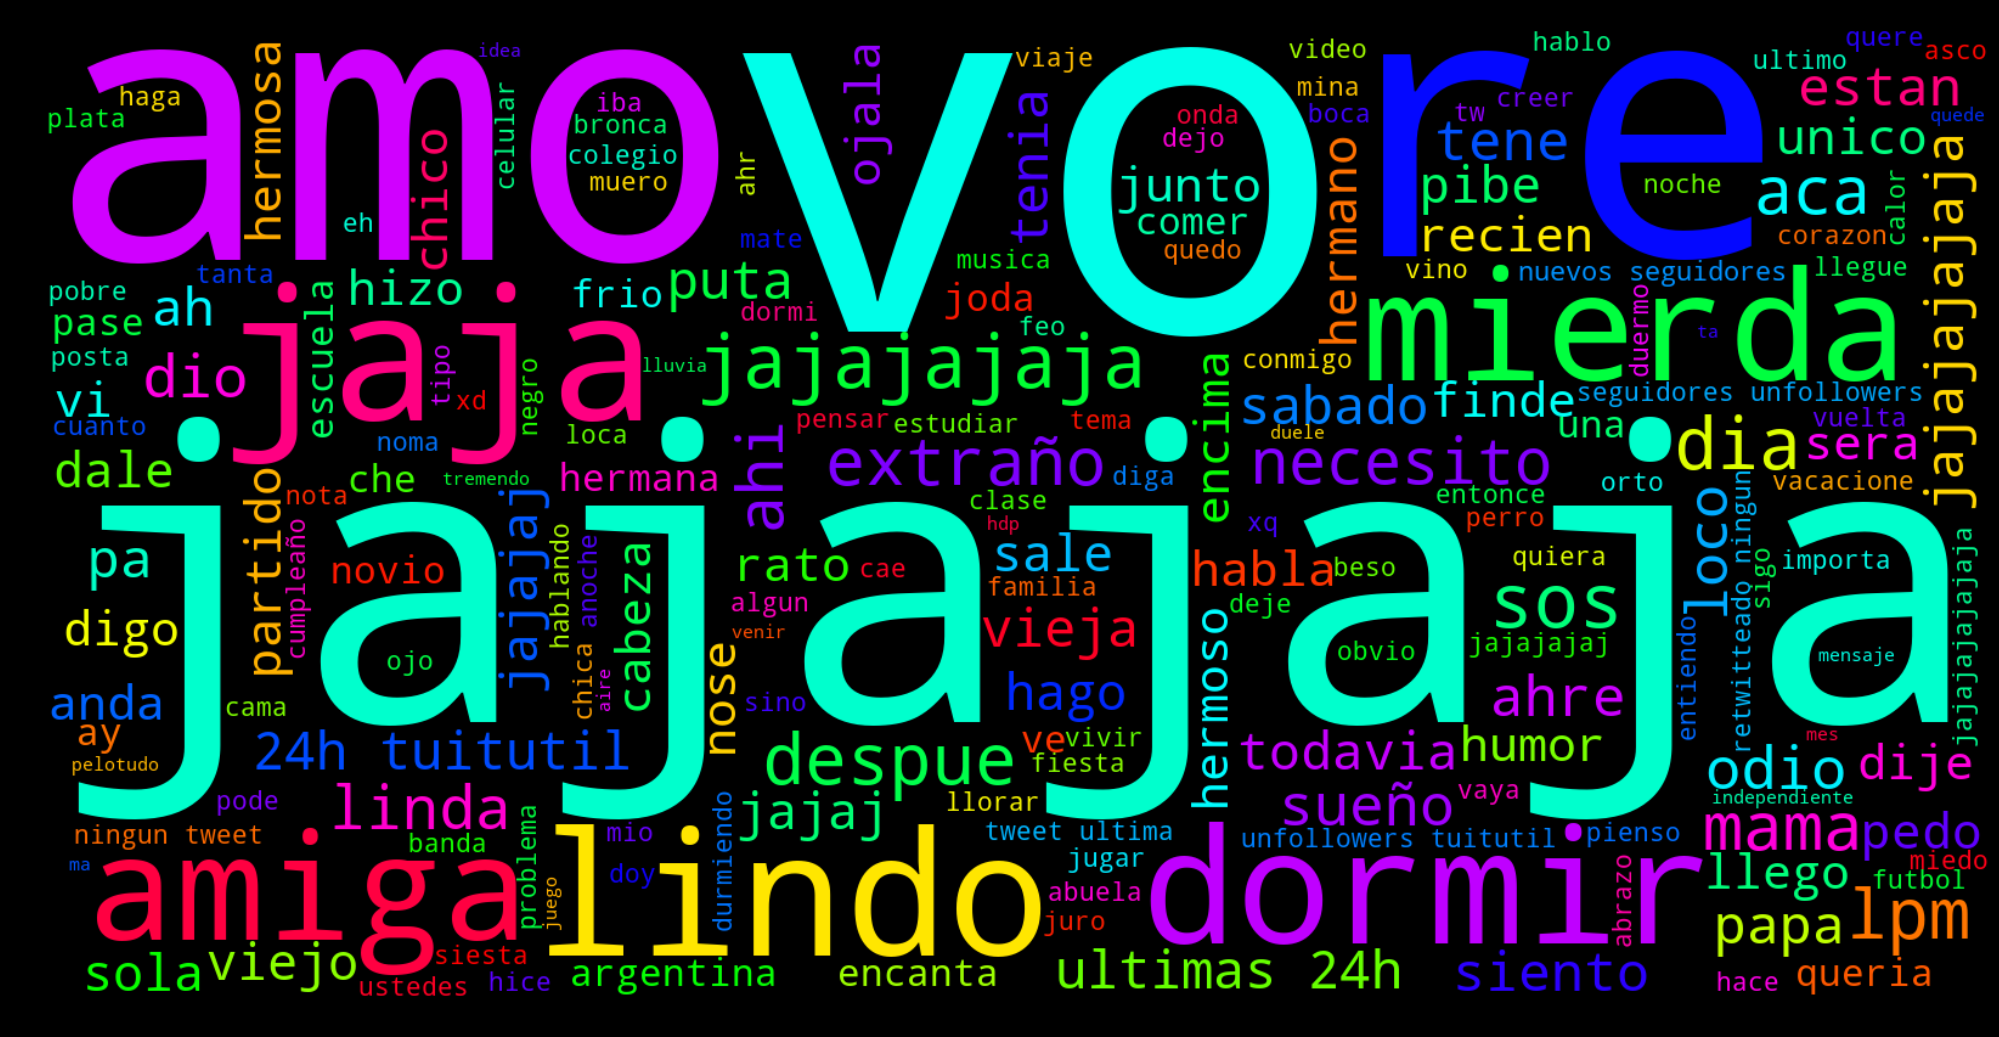 amo
vo
re
jajajaja
jaja
mierda
amiga
lindo
dormir
hermosa
idea
haga
plata
celular
chico
eh
iba
bronca
colegio
muero
ahr
ojala
viaje
tenia
onda
dejo
junto
comer
quedo
video
mina
boca
hermano
hablo
tw
creer
tene
pibe
recien
noche
ultimo
quere
asco
estan
quede
unico
aca
calor
corazon
jajajajajaja
tanta
pobre
ah
pase
posta
dio
vi
cuanto
dale
hizo
escuela
tipo
xd
negro
noma
che
tremendo
frio
puta
mate
dormi
musica
joda
feo
lluvia
jajajajaja
loca
hermana
pensar
estudiar
tema
ahi
extraño
diga
clase
hdp
encima
conmigo
vino
nuevos seguidores
llegue
duermo
ta
sabado
finde
seguidores unfollowers
duele
una
dia
vuelta
sera
necesito
entonce
orto
vacacione
perro
xq
partido
nota
cumpleaño
pa
digo
novio
jajajaj
hablando
anoche
cabeza
rato
cae
algun
venir
sale
familia
vieja
habla
beso
deje
quiera
sos
jajajajaj
obvio
loco
retwitteado ningun
sigo
importa
entiendo
mensaje
jajajajajajaja
anda
ay
pelotudo
cama
ojo
chica
aire
nose
sino
hago
ve
vivir
fiesta
hermoso
ahre
todavia
humor
sueño
vaya
odio
mes
dije
independiente
24h tuitutil
pode
linda
despue
jajaj
llorar
ningun tweet
banda
problema
mio
doy
durmiendo
juego
ma
tweet ultima
jugar
abuela
juro
unfollowers tuitutil
pienso
mama
pedo
miedo
llego
futbol
abrazo
papa
lpm
sola
viejo
siesta
ustedes
hice
argentina
encanta
ultimas 24h
siento
hace
queria